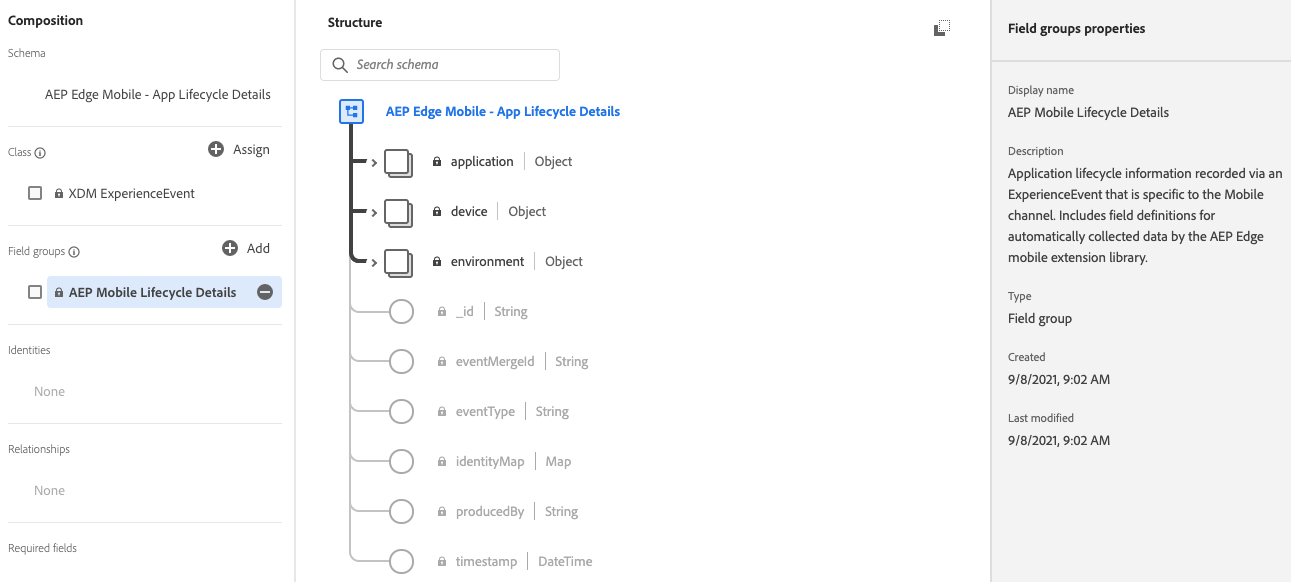 Composition
Schema
AEP Edge Mobile - App Lifecycle Details
Class
Assign
XDM ExperienceEvent
Field groups
Add
AEP Mobile Lifecycle Details
Identities
None
Relationships
None
Required fields
Structure
Search schema
AEP Edge Mobile - App Lifecycle Details
application | Object
device | Object
environment | Object
_id | String
eventMergeId | String
eventType | String
identityMap | Map
producedBy | String
timestamp | DateTime
Field groups properties
Display name
AEP Mobile Lifecycle Details
Description
Application lifecycle information recorded via an
ExperienceEvent that is specific to the Mobile
channel. Includes field definitions for
automatically collected data by the AEP Edge
mobile extension library.
Type
Field group
Created
9/8/2021, 9:02 AM
Last modified
9/8/2021, 9:02 AM